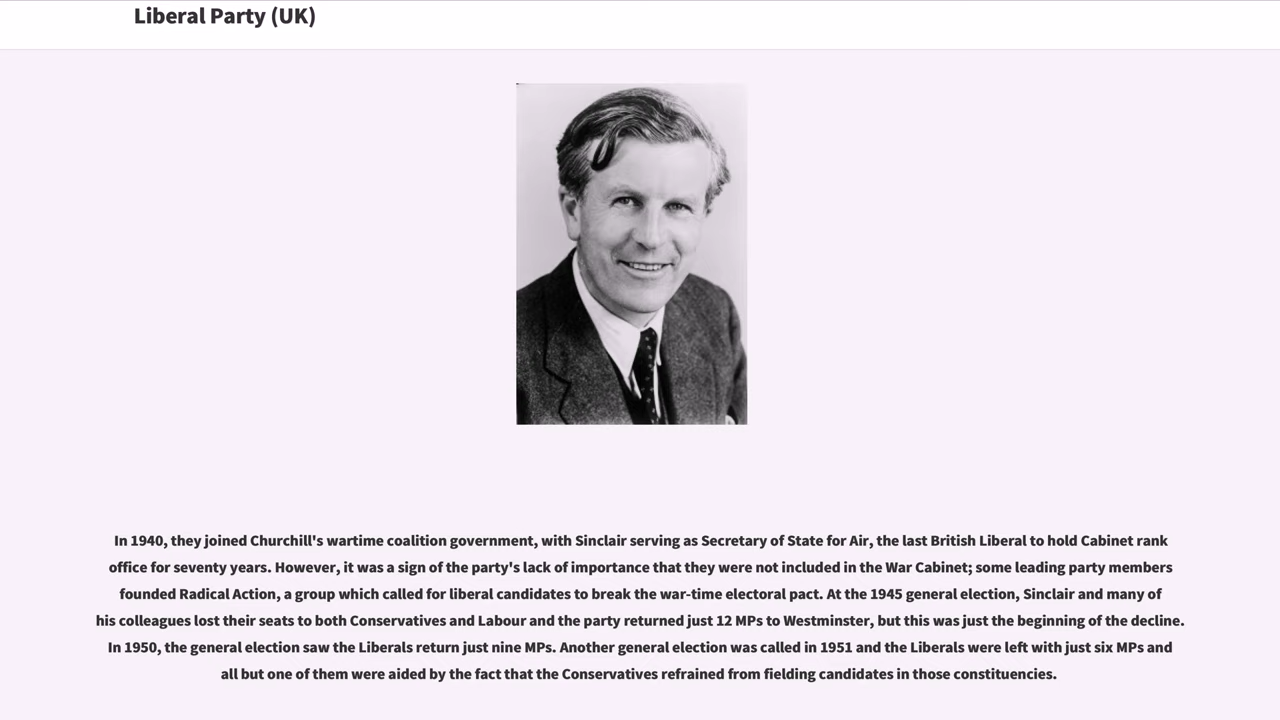 Liberal Party (UK)
In 1940, they joined Churchill's wartime coalition government, with Sinclair serving as Secretary of State for Air, the last British Liberal to hold Cabinet rank
office for seventy years. However, it was a sign of the party's lack of importance that they were not included in the War Cabinet; some leading party members
founded Radical Action, a group which called for liberal candidates to break the war-time electoral pact. At the 1945 general election, Sinclair and many of
his colleagues lost their seats to both Conservatives and Labour and the party returned just 12 MPs to Westminster, but this was just the beginning of the decline.
In 1950, the general election saw the Liberals return just nine MPs. Another general election was called in 1951 and the Liberals were left with just six MPs and
all but one of them were aided by the fact that the Conservatives refrained from fielding candidates in those constituencies.